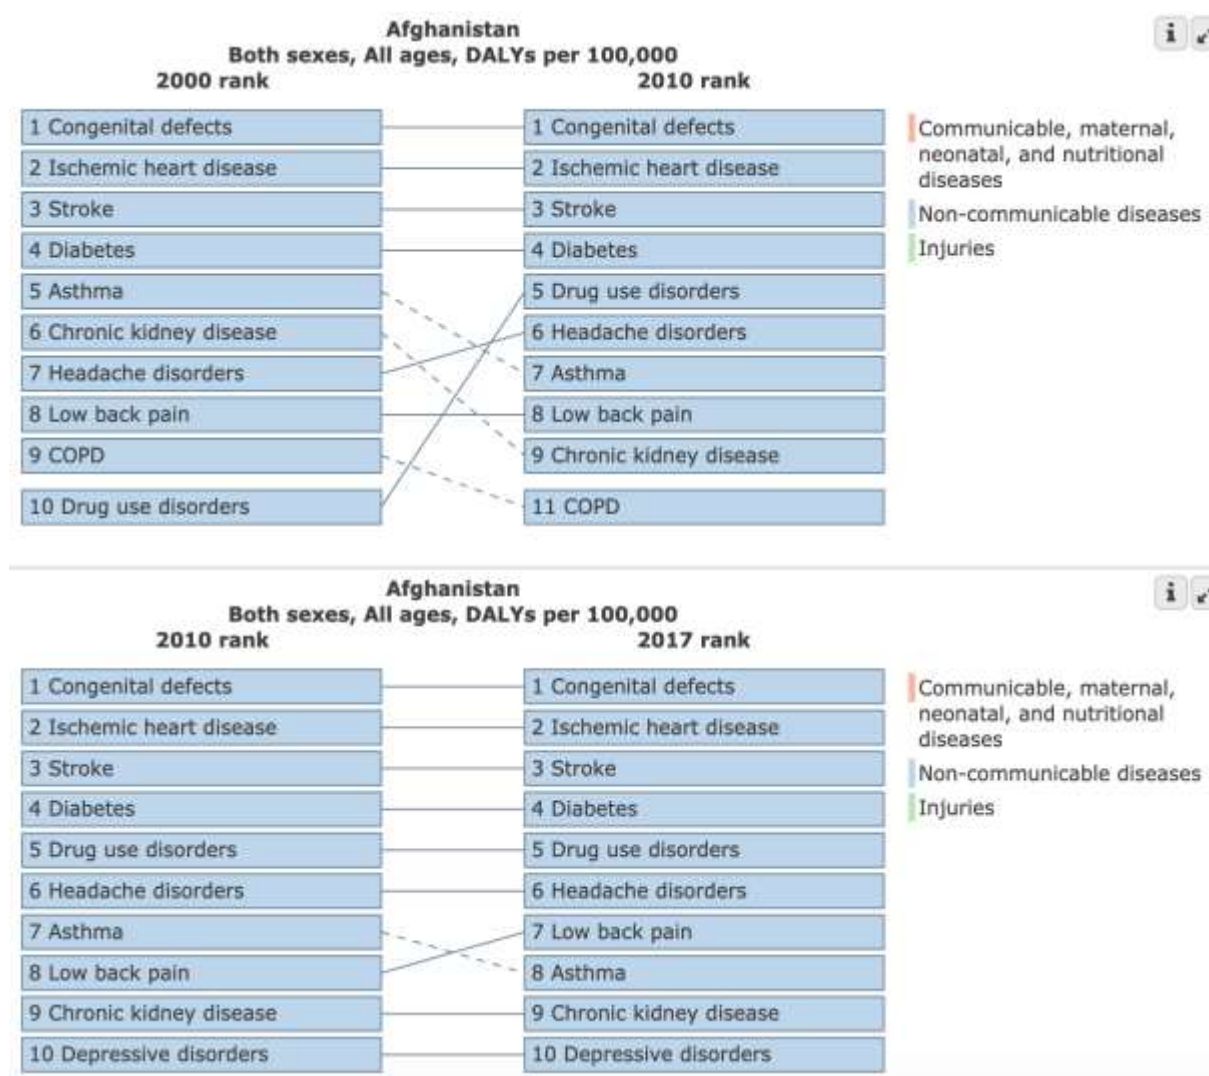 Afghanistan
Both sexes, All ages, DALYs per 100,000
2000 rank 2010 rank
1 Congenital defects 1 Congenital defects
2 Ischemic heart disease 2 Ischemic heart disease
3 Stroke 3 Stroke
4 Diabetes 4 Diabetes
5 Asthma 5 Drug use disorders
6 Chronic kidney disease 6 Headache disorders
7 Headache disorders 7 Asthma
8 Low back pain 8 Low back pain
9 COPD 9 Chronic kidney disease
10 Drug use disorders 11 COPD
i
Communicable, maternal,
neonatal, and nutritional
diseases
Non-communicable diseases
Injuries
Afghanistan
Both sexes, All ages, DALYs per 100,000
2010 rank 2017 rank
1 Congenital defects 1 Congenital defects
2 Ischemic heart disease 2 Ischemic heart disease
3 Stroke 3 Stroke
4 Diabetes 4 Diabetes
5 Drug use disorders 5 Drug use disorders
6 Headache disorders 6 Headache disorders
7 Asthma 7 Low back pain
8 Low back pain 8 Asthma
9 Chronic kidney disease 9 Chronic kidney disease
10 Depressive disorders 10 Depressive disorders
i
Communicable, maternal,
neonatal, and nutritional
diseases
Non-communicable diseases
Injuries